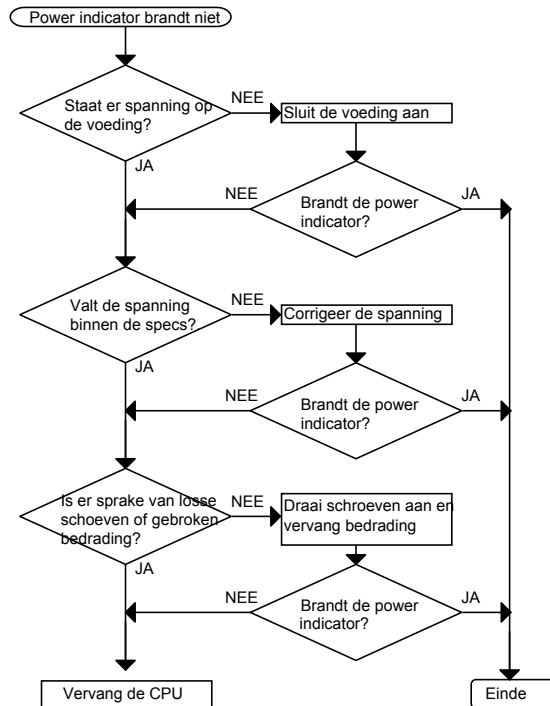 Power indicator brandt niet
Staat er spanning op
de voeding?
NEE
Sluit de voeding aan
JA
NEE
Brandt de power
indicator?
JA
Valt de spanning
binnen de specs?
NEE
Corrigeer de spanning
JA
NEE
Brandt de power
indicator?
JA
Is er sprake van losse
schoeven of gebroken
bedrading?
NEE
Draai schroeven aan en
vervang bedrading
JA
NEE
Brandt de power
indicator?
JA
Vervang de CPU
Einde